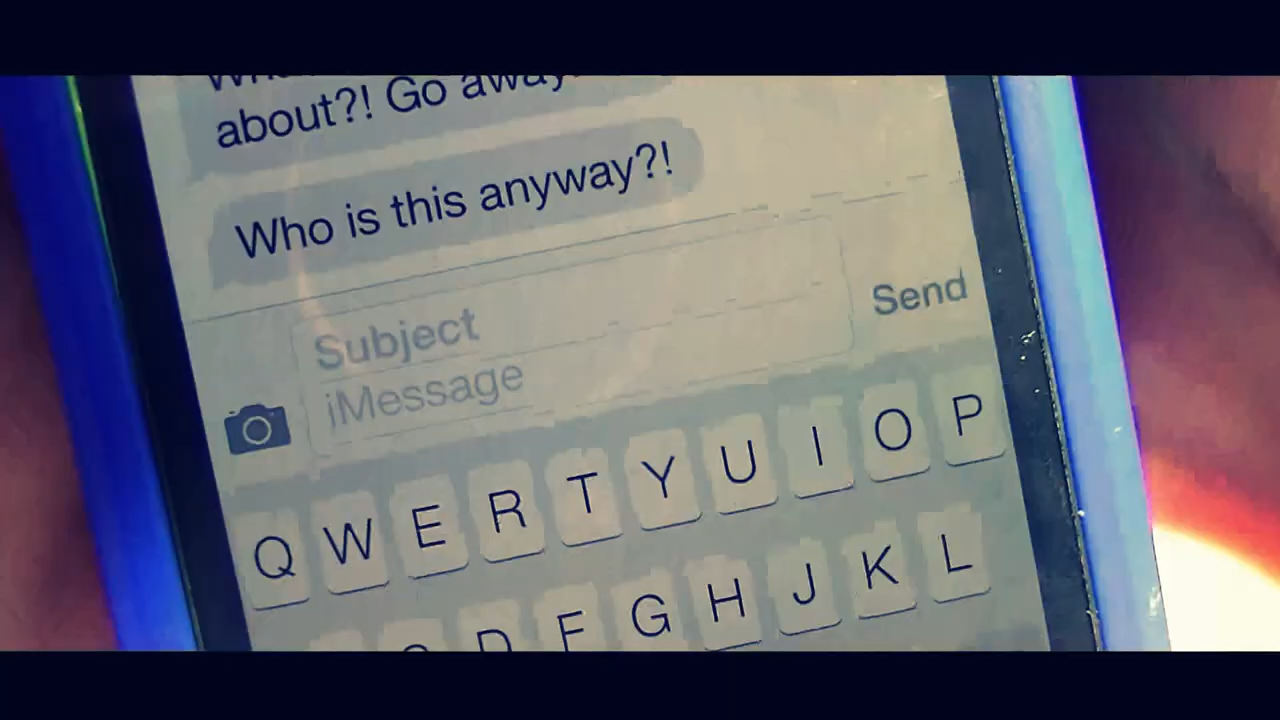 about?! Go away
Who is this anyway?!
Subject
Send
iMessage
Q W E R T Y U I O P
D F G H J K L